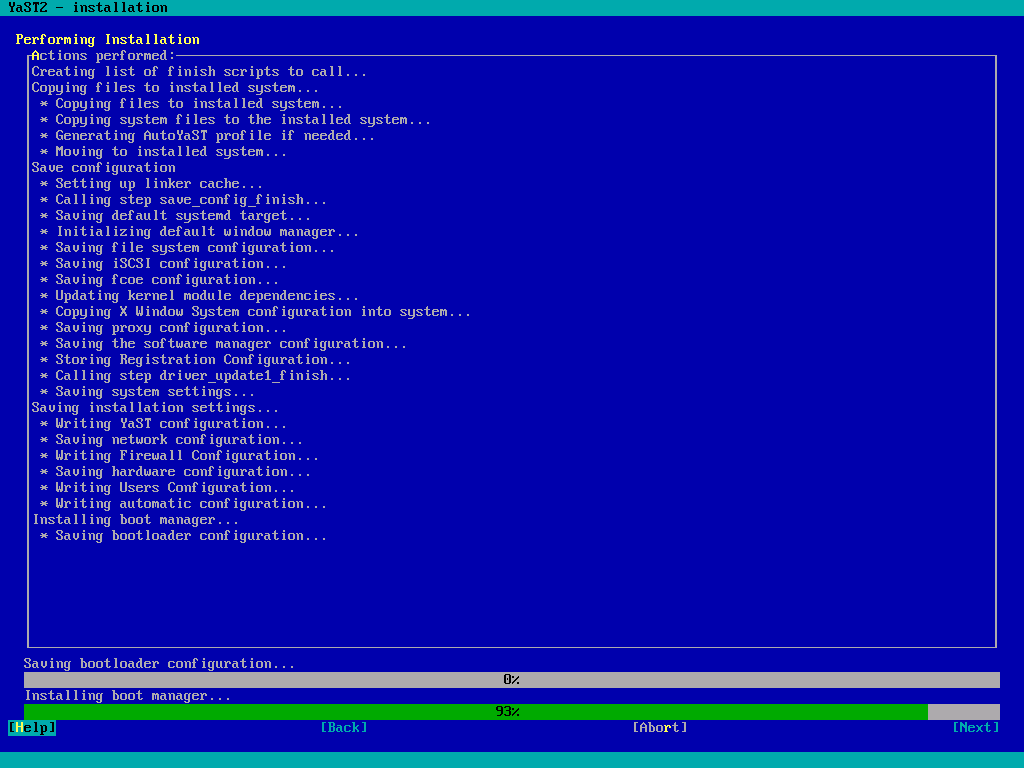 YaST2 - installation
Performing Installation
Actions performed:
Creating list of finish scripts to call...
Copying files to installed system...
* Copying files to installed system...
* Copying system files to the installed system...
* Generating AutoYaST profile if needed...
* Moving to installed system...
Save configuration
* Setting up linker cache...
* Calling step save_config_finish...
* Saving default systemd target...
* Initializing default window manager...
* Saving file system configuration...
* Saving iSCSI configuration...
* Saving fcoe configuration...
* Updating kernel module dependencies...
* Copying X Window System configuration into system...
* Saving proxy configuration...
* Saving the software manager configuration...
* Storing Registration Configuration...
* Calling step driver_update1_finish...
* Saving system settings...
Saving installation settings...
* Writing YaST configuration...
* Saving network configuration...
* Writing Firewall Configuration...
* Saving hardware configuration...
* Writing Users Configuration...
* Writing automatic configuration...
Installing boot manager...
* Saving bootloader configuration...
Saving bootloader configuration...
0%
Installing boot manager...
93%
[Help] [Back] [Abort] [Next]